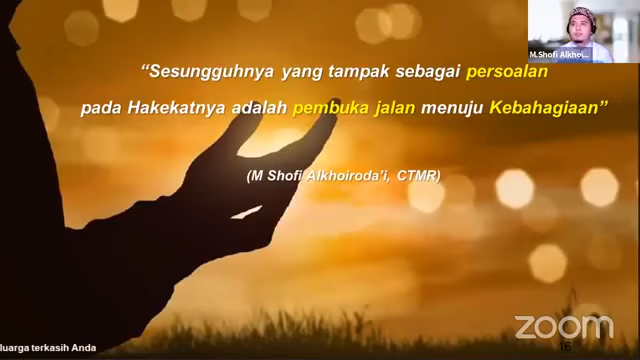 M.Shofi Alkhoi...
“Sesungguhnya yang tampak sebagai persoalan
pada Hakekatnya adalah pembuka jalan menuju Kebahagiaan”
(M Shofi Alkhoiroda’i, CTMR)
luarga terkasih Anda
16
zoom